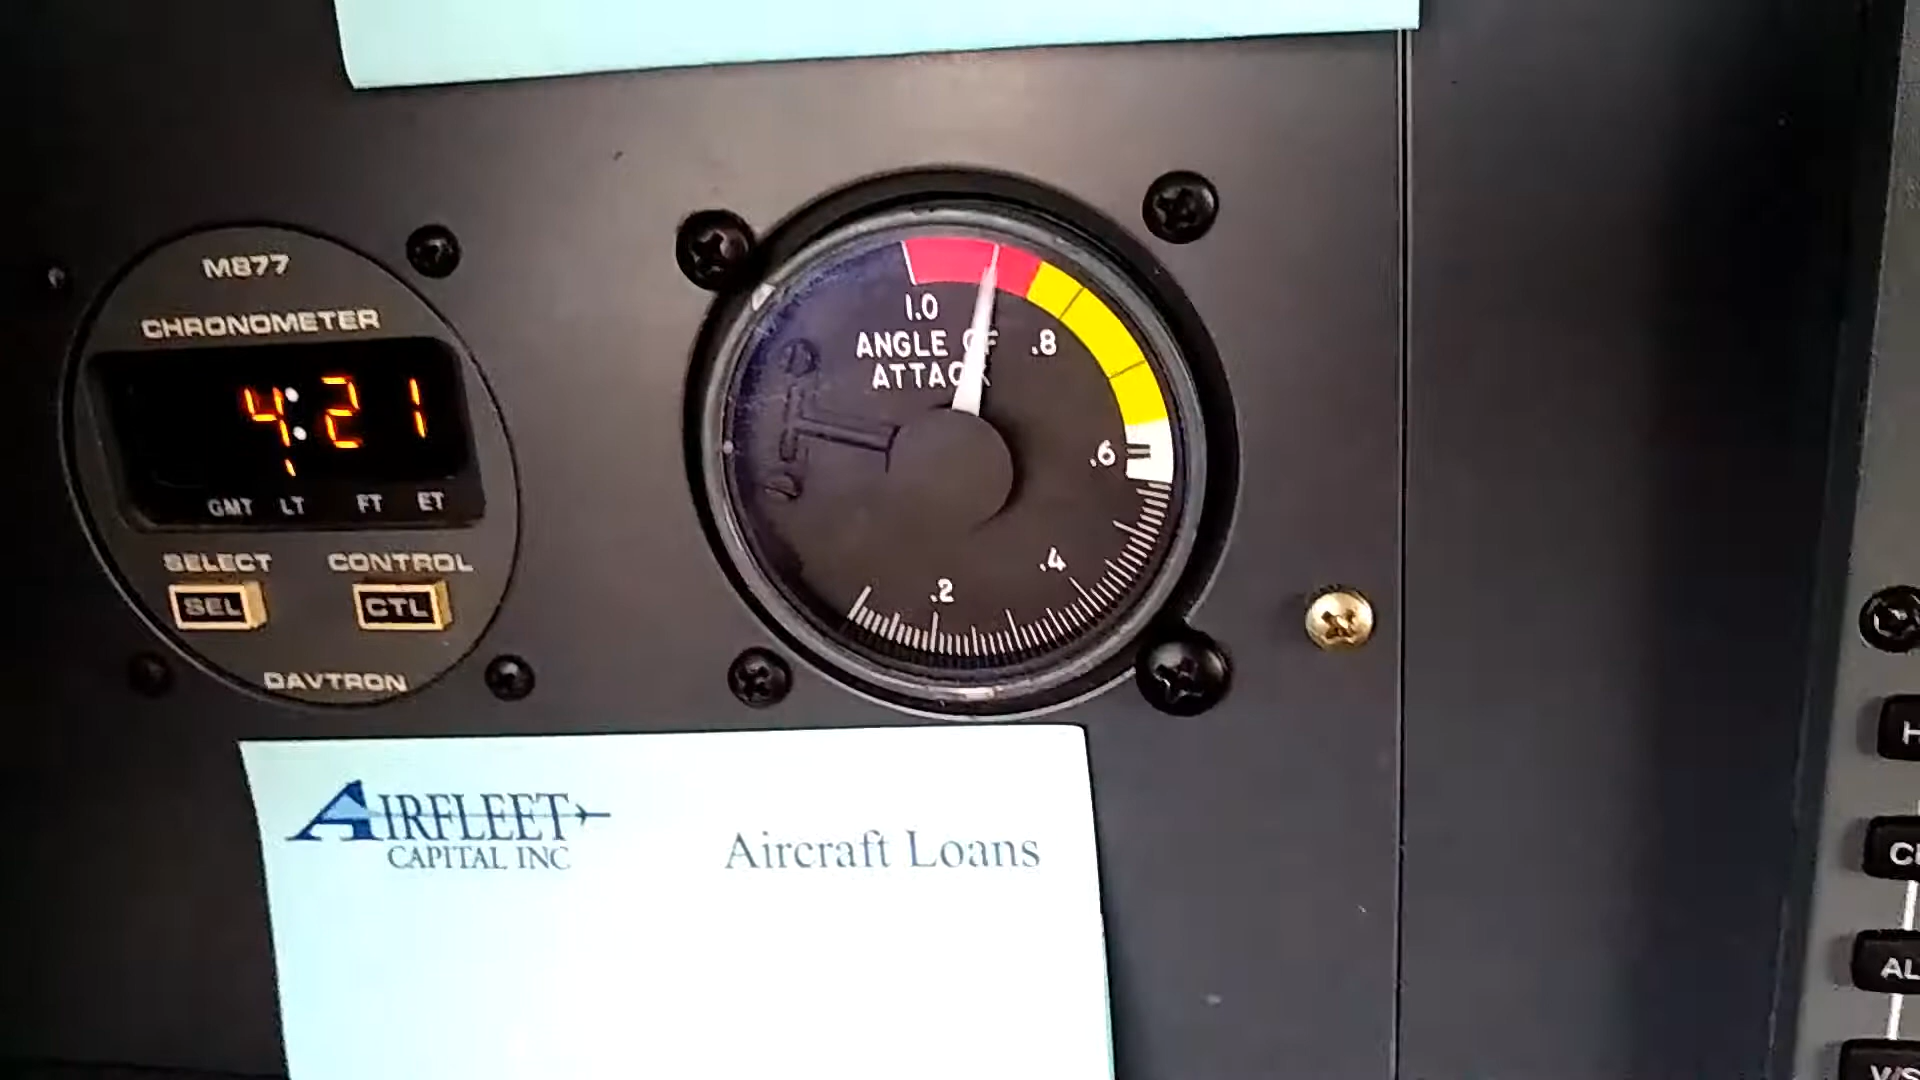 M877
CHRONOMETER
4:21
GMT LT FT ET
SELECT CONTROL
SEL CTL
DAVTRON
1.0
ANGLE OF
ATTACK
.8
.6
.4
.2
AIRFLEET
CAPITAL INC
Aircraft Loans